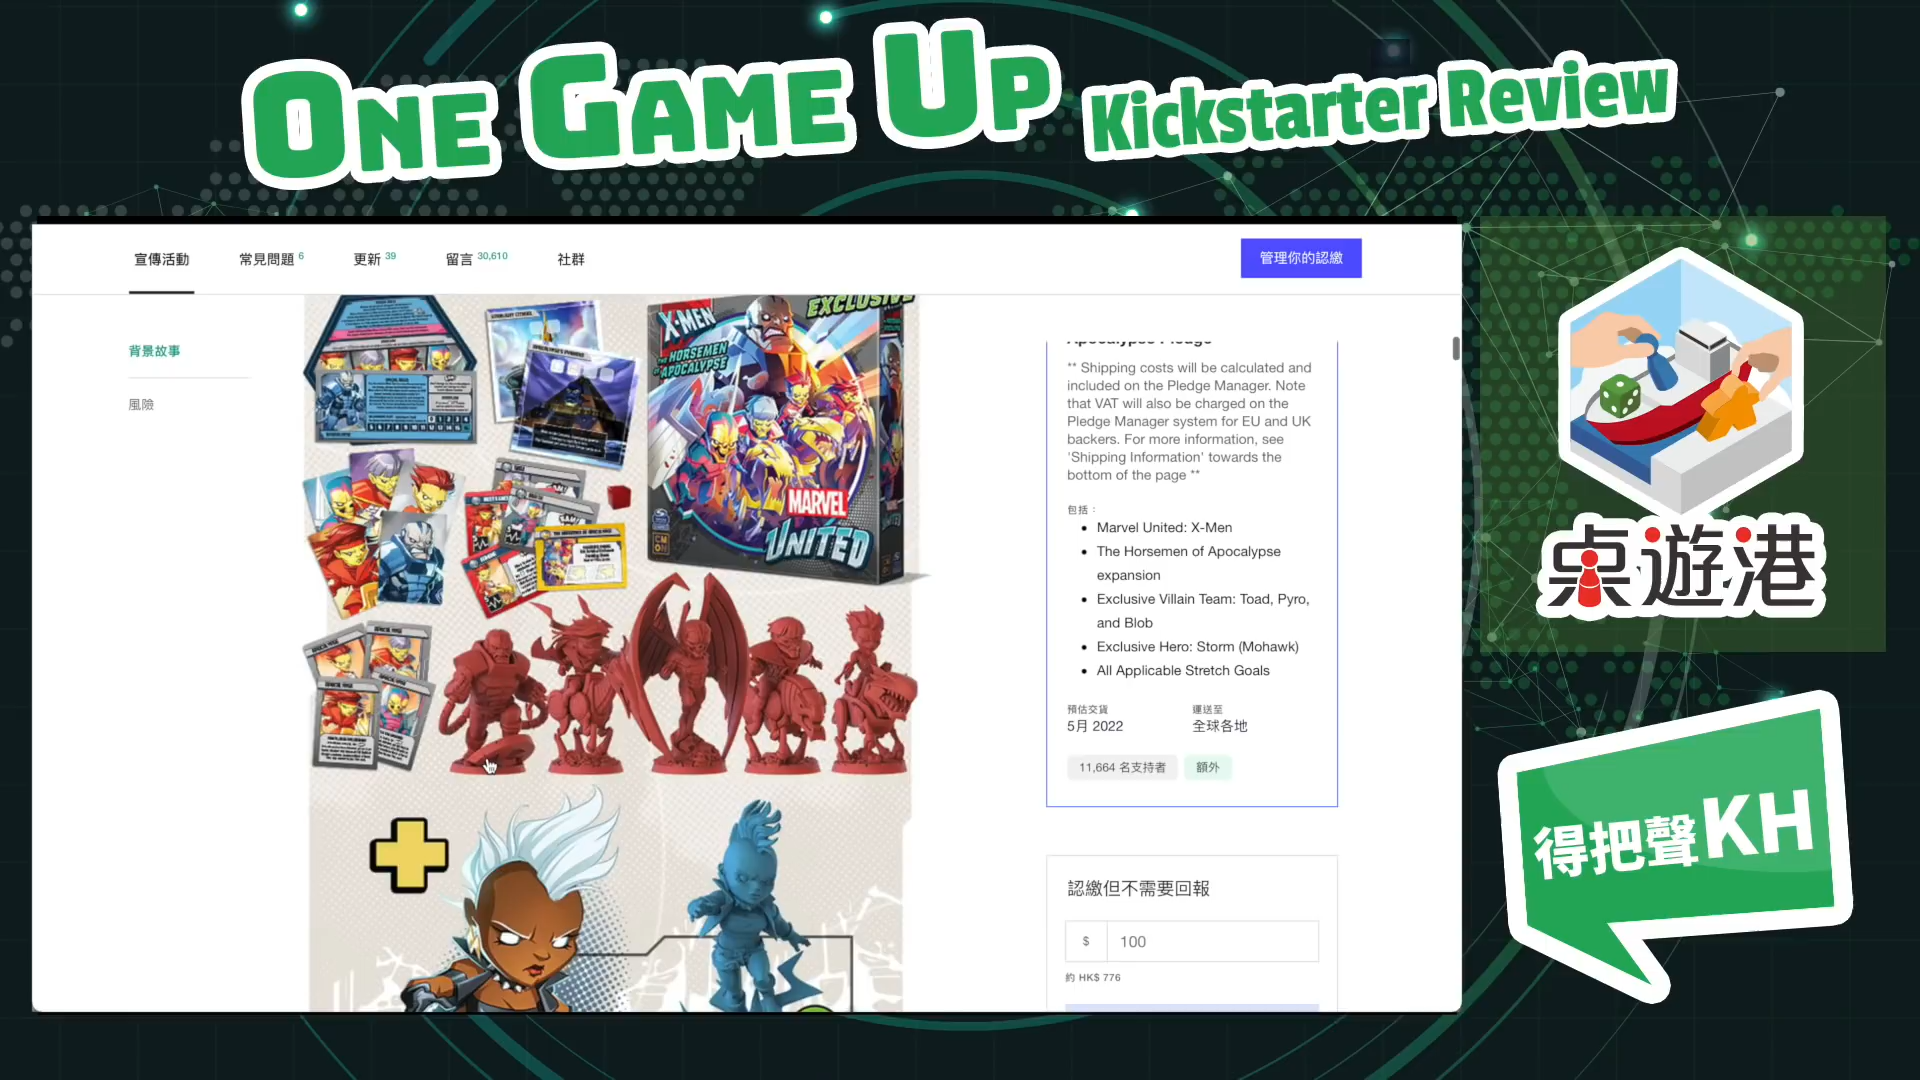 ONE GAME UP Kickstarter Review
宣傳活動
常見問題 6
更新 39
留言 30,610
社群
管理你的認繳
背景故事
風險
EXCLUSIVE
X-MEN
THE HORSEMEN
OF APOCALYPSE
MARVEL
UNITED
CMON
** Shipping costs will be calculated and
included on the Pledge Manager. Note
that VAT will also be charged on the
Pledge Manager system for EU and UK
backers. For more information, see
'Shipping Information' towards the
bottom of the page **
包括：
Marvel United: X-Men
The Horsemen of Apocalypse
expansion
Exclusive Villain Team: Toad, Pyro,
and Blob
Exclusive Hero: Storm (Mohawk)
All Applicable Stretch Goals
預估交貨
運送至
5月 2022
全球各地
11,664 名支持者
額外
認繳但不需要回報
$
100
約 HK$ 776
桌遊港
得把聲KH